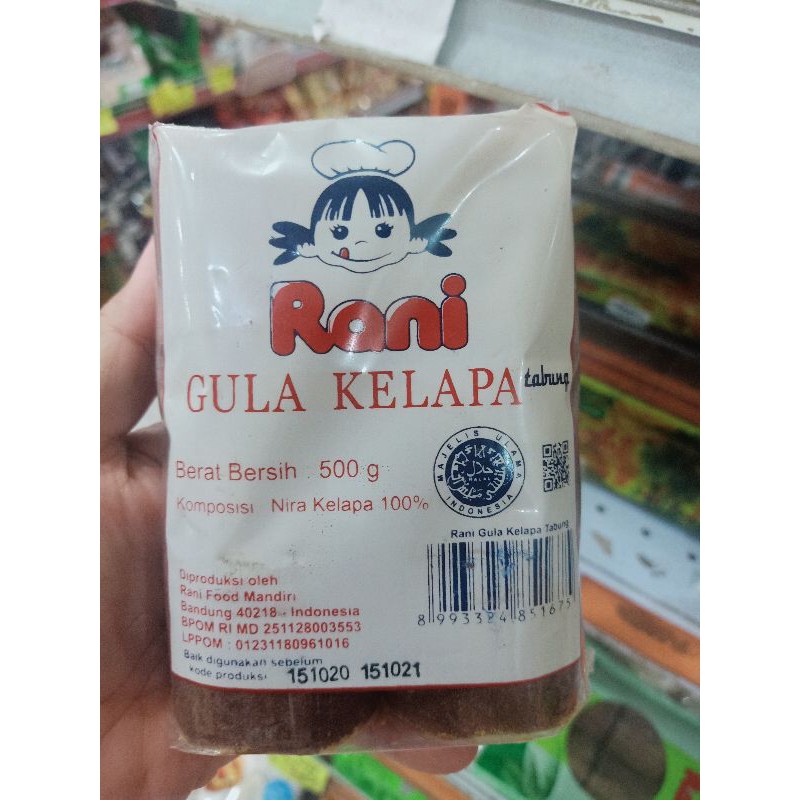 Rani
GULA KELAPA tabung
Berat Bersih : 500 g
Komposisi Nira Kelapa 100%
MAJELIS ULAMA INDONESIA
حلال
HALAL
Rani Gula Kelapa Tabung
8 993324 851675
Diproduksi oleh
Rani Food Mandiri
Bandung 40218 - Indonesia
BPOM RI MD 251128003553
LPPOM : 01231180961016
Baik digunakan sebelum
kode produksi 151020 151021